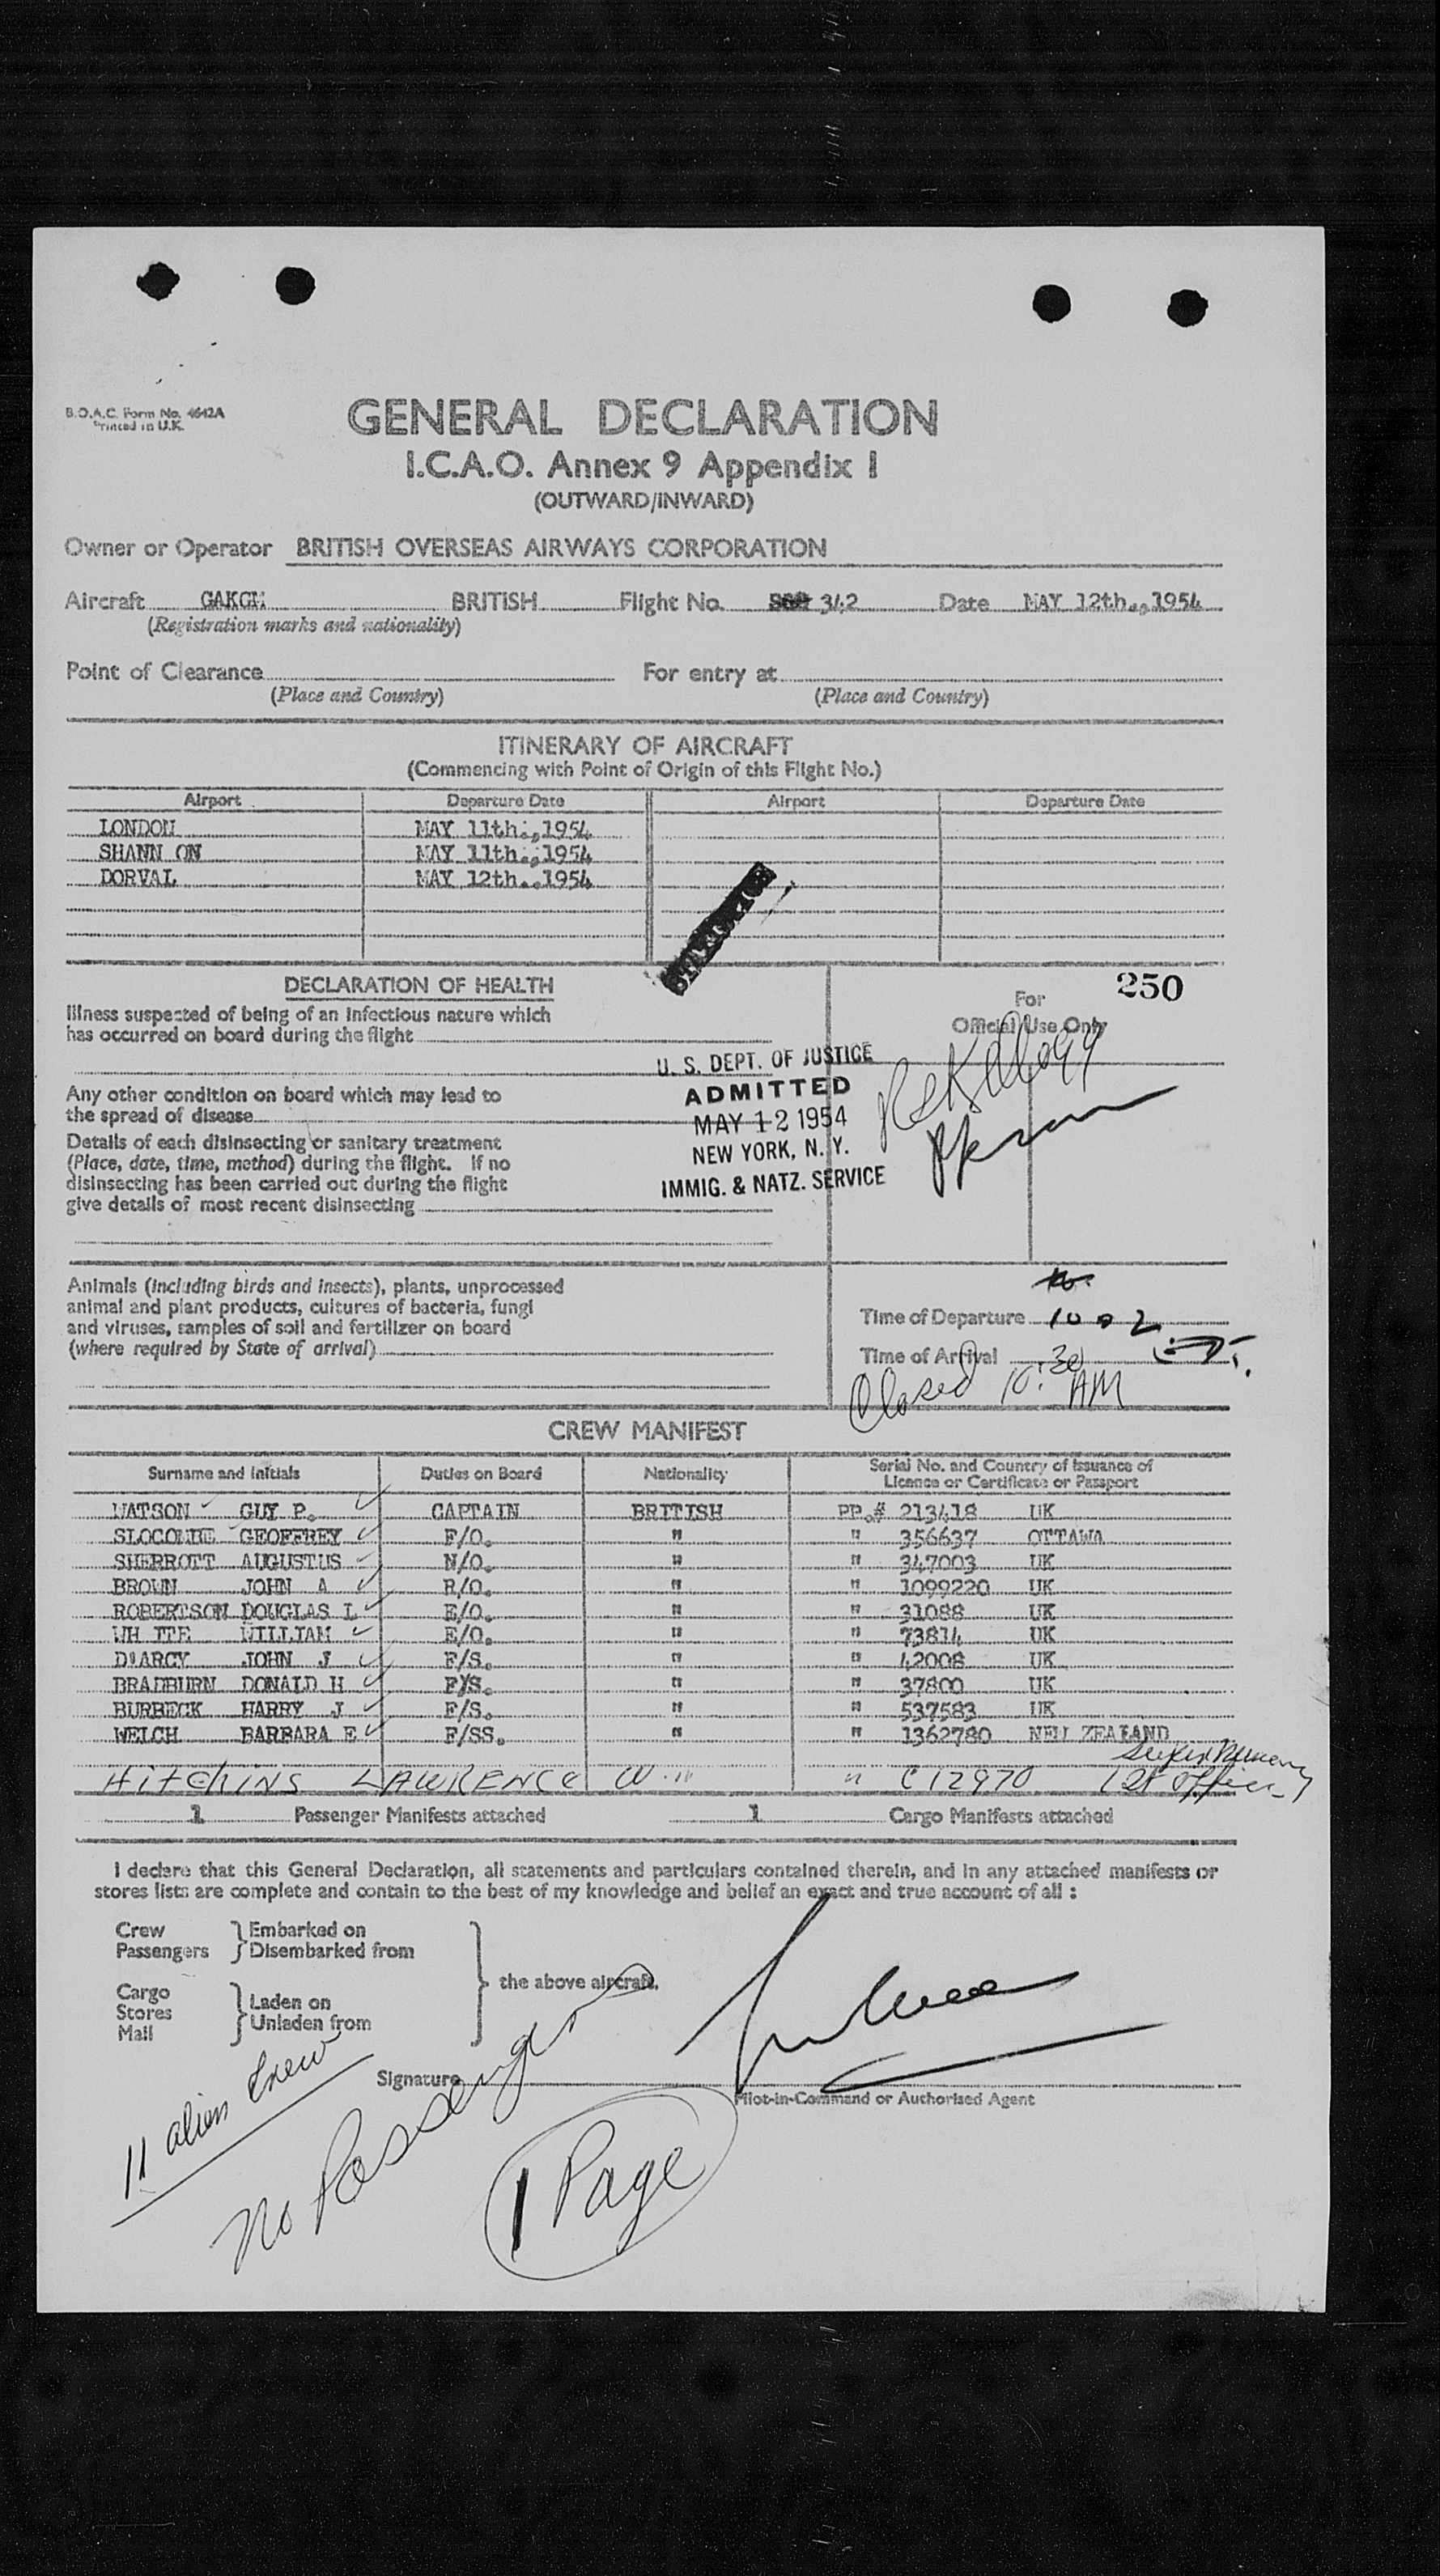 B.O.A.C. Form No. 4642A
Printed in U.K.
GENERAL DECLARATION
I.C.A.O. Annex 9 Appendix I
(OUTWARD/INWARD)
Owner or Operator BRITISH OVERSEAS AIRWAYS CORPORATION
Aircraft GAKGM BRITISH Flight No. 342 Date MAY 12th., 1954
(Registration marks and nationality)
Point of Clearance For entry at
(Place and Country) (Place and Country)
ITINERARY OF AIRCRAFT
(Commencing with Point of Origin of this Flight No.)
Airport Departure Date Airport Departure Date
LONDON MAY 11th., 1954
SHANN ON MAY 11th., 1954
DORVAL MAY 12th., 1954
DECLARATION OF HEALTH
250
For
Official Use Only
Illness suspected of being of an infectious nature which
has occurred on board during the flight
Any other condition on board which may lead to
the spread of disease
Details of each disinsecting or sanitary treatment
(Place, date, time, method) during the flight. If no
disinsecting has been carried out during the flight
give details of most recent disinsecting
U. S. DEPT. OF JUSTICE
ADMITTED
MAY 12 1954
NEW YORK, N. Y.
IMMIG. & NATZ. SERVICE
Animals (including birds and insects), plants, unprocessed
animal and plant products, cultures of bacteria, fungi
and viruses, samples of soil and fertilizer on board
(where required by State of arrival)
Time of Departure
Time of Arrival
Closed 10:30 AM
CREW MANIFEST
Surname and Initials Duties on Board Nationality Serial No. and Country of Issuance of
Licence or Certificate or Passport
WATSON GUY P. CAPTAIN BRITISH PP.# 213418 UK
SLOCOMBE GEOFFREY F/O. " " 356637 OTTAWA
SHERROTT AUGUSTUS N/O. " " 347003 UK
BROWN JOHN A R/O. " " 1099220 UK
ROBERTSON DOUGLAS L E/O. " " 31088 UK
WH ITE WILLIAM E/O. " " 73814 UK
D'ARCY JOHN J F/S. " " 42008 UK
BRADBURN DONALD H F/S. " " 37800 UK
BURBECK HARRY J F/S. " " 537583 UK
WELCH BARBARA E F/SS. " " 1362780 NEW ZEALAND
HITCHINS LAWRENCE W " " C12970 1st Officer
1 Passenger Manifests attached 1 Cargo Manifests attached
I declare that this General Declaration, all statements and particulars contained therein, and in any attached manifests or
stores lists are complete and contain to the best of my knowledge and belief an exact and true account of all :
Crew Passengers } Embarked on Disembarked from
Cargo Stores Mail } Laden on Unladen from
the above aircraft.
Signature
Pilot-in-Command or Authorised Agent
11 alien Crew
No Passengers
1 Page